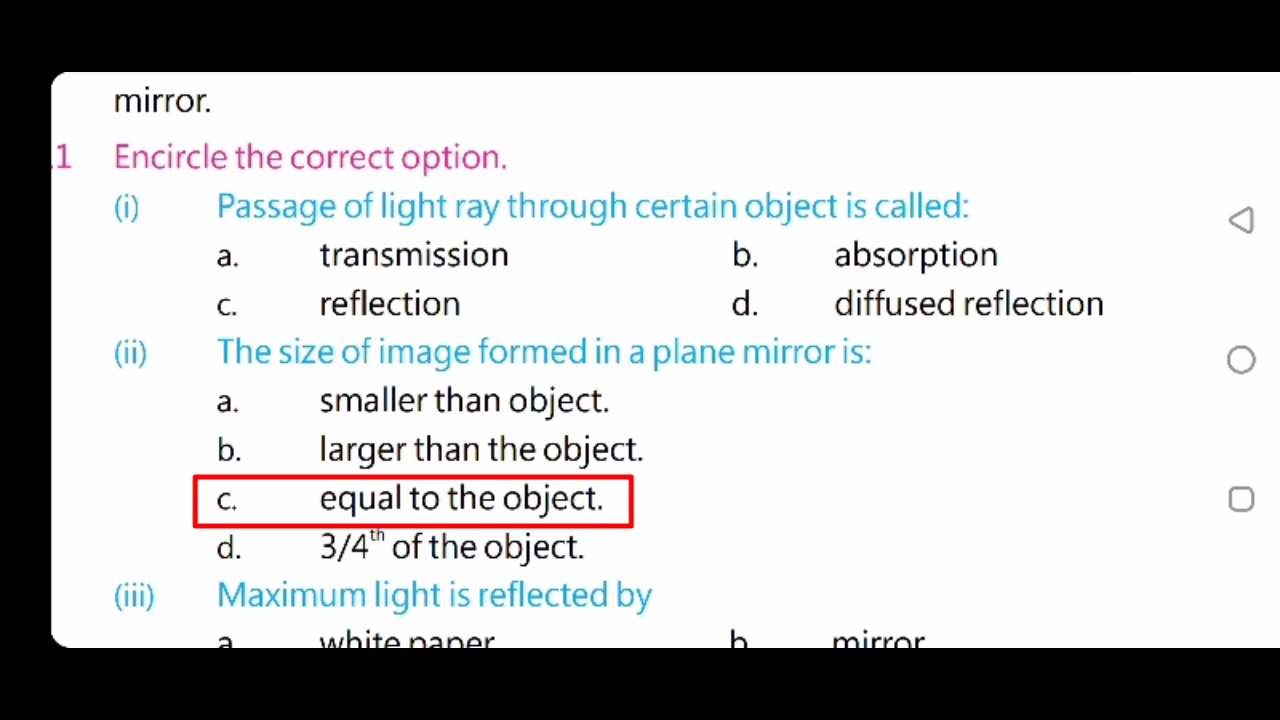 mirror.
.1 Encircle the correct option.
(i) Passage of light ray through certain object is called:
a. transmission b. absorption
c. reflection d. diffused reflection
(ii) The size of image formed in a plane mirror is:
a. smaller than object.
b. larger than the object.
c. equal to the object.
d. 3/4th of the object.
(iii) Maximum light is reflected by
a white paper b mirror